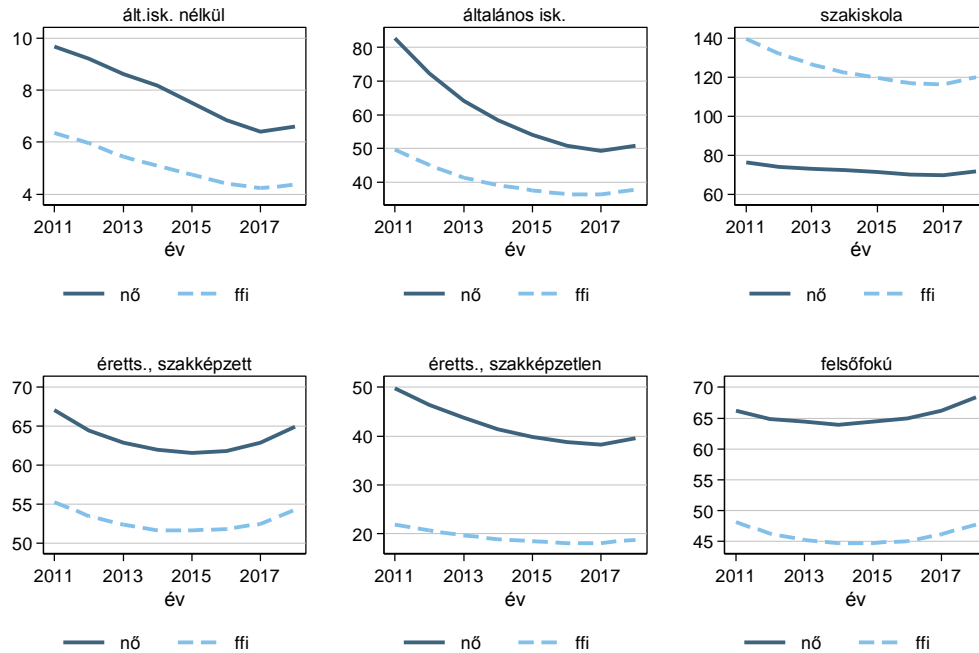 ált.isk. nélkül
10
8
6
4
2011 2013 2015 2017
év
nő ffi
általános isk.
80
70
60
50
40
2011 2013 2015 2017
év
nő ffi
szakiskola
140
120
100
80
60
2011 2013 2015 2017
év
nő ffi
éretts., szakképzett
70
65
60
55
50
2011 2013 2015 2017
év
nő ffi
éretts., szakképzetlen
50
40
30
20
2011 2013 2015 2017
év
nő ffi
felsőfokú
70
65
60
55
50
45
2011 2013 2015 2017
év
nő ffi